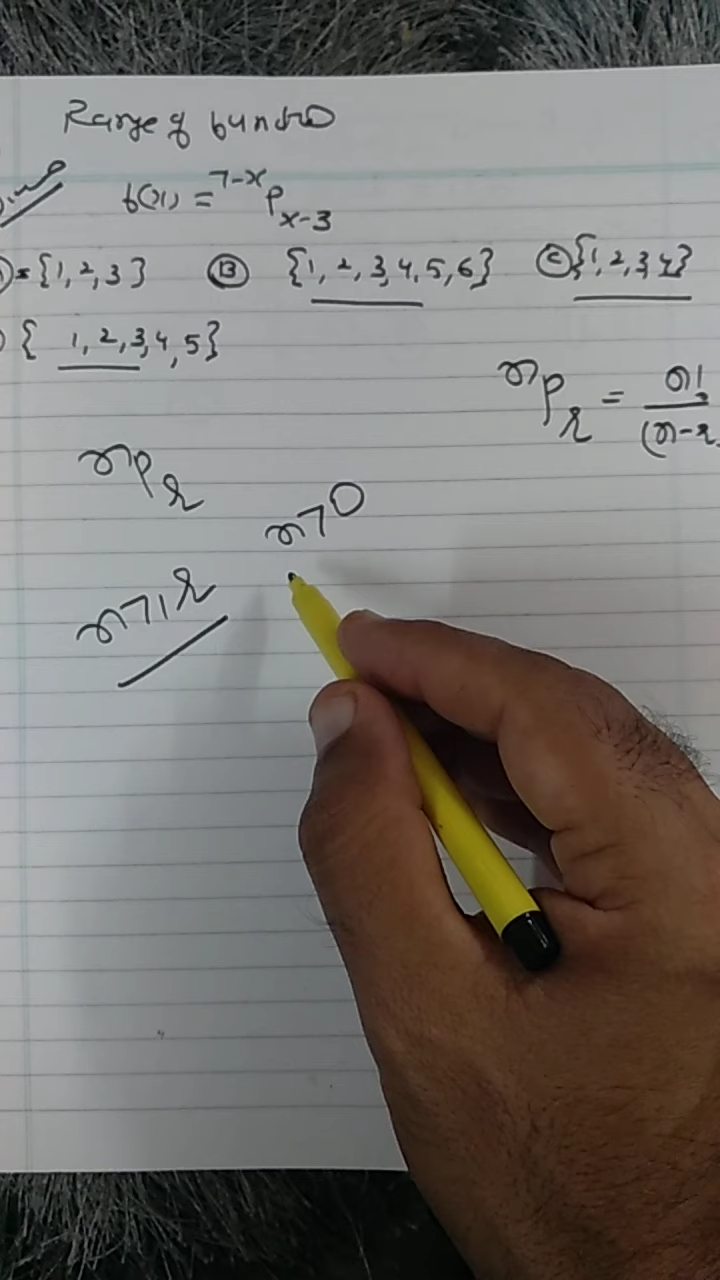 Range of
f(x) = ⁷⁻ˣPₓ₋₃
= {1, 2, 3} Ⓑ {1, 2, 3, 4, 5, 6} Ⓒ {1, 2, 3, 4}
{ 1, 2, 3, 4, 5}
ⁿPᵣ = n! / (n-r
ⁿPᵣ
n > 0
n ⩾ r